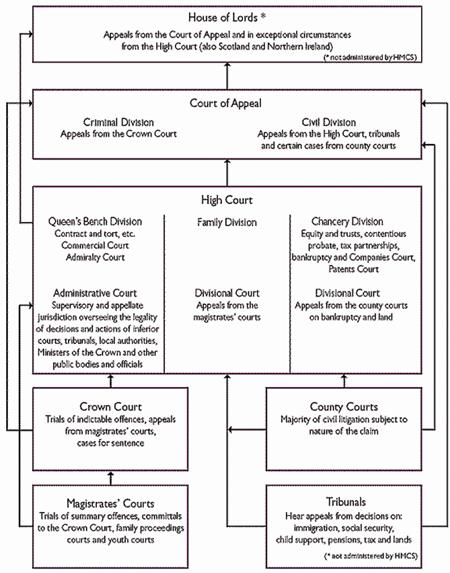 House of Lords *
Appeals from the Court of Appeal and in exceptional circumstances
from the High Court (also Scotland and Northern Ireland)
(* not administered by HMCS)
Court of Appeal
Criminal Division
Appeals from the Crown Court
Civil Division
Appeals from the High Court, tribunals
and certain cases from county courts
High Court
Queen's Bench Division
Contract and tort, etc.
Commercial Court
Admiralty Court
Family Division
Chancery Division
Equity and trusts, contentious
probate, tax partnerships,
bankruptcy and Companies Court,
Patents Court
Administrative Court
Supervisory and appellate
jurisdiction overseeing the legality
of decisions and actions of inferior
courts, tribunals, local authorities,
Ministers of the Crown and other
public bodies and officials
Divisional Court
Appeals from the
magistrates' courts
Divisional Court
Appeals from the county courts
on bankruptcy and land
Crown Court
Trials of indictable offences, appeals
from magistrates' courts,
cases for sentence
County Courts
Majority of civil litigation subject to
nature of the claim
Magistrates' Courts
Trials of summary offences, committals
to the Crown Court, family proceedings
courts and youth courts
Tribunals
Hear appeals from decisions on:
immigration, social security,
child support, pensions, tax and lands
(* not administered by HMCS)